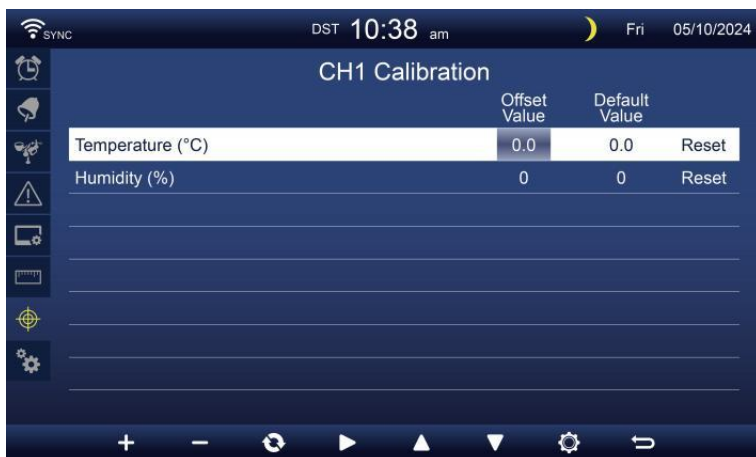 SYNC DST 10:38 am Fri 05/10/2024
CH1 Calibration
Offset Value Default Value
Temperature (°C) 0.0 0.0 Reset
Humidity (%) 0 0 Reset